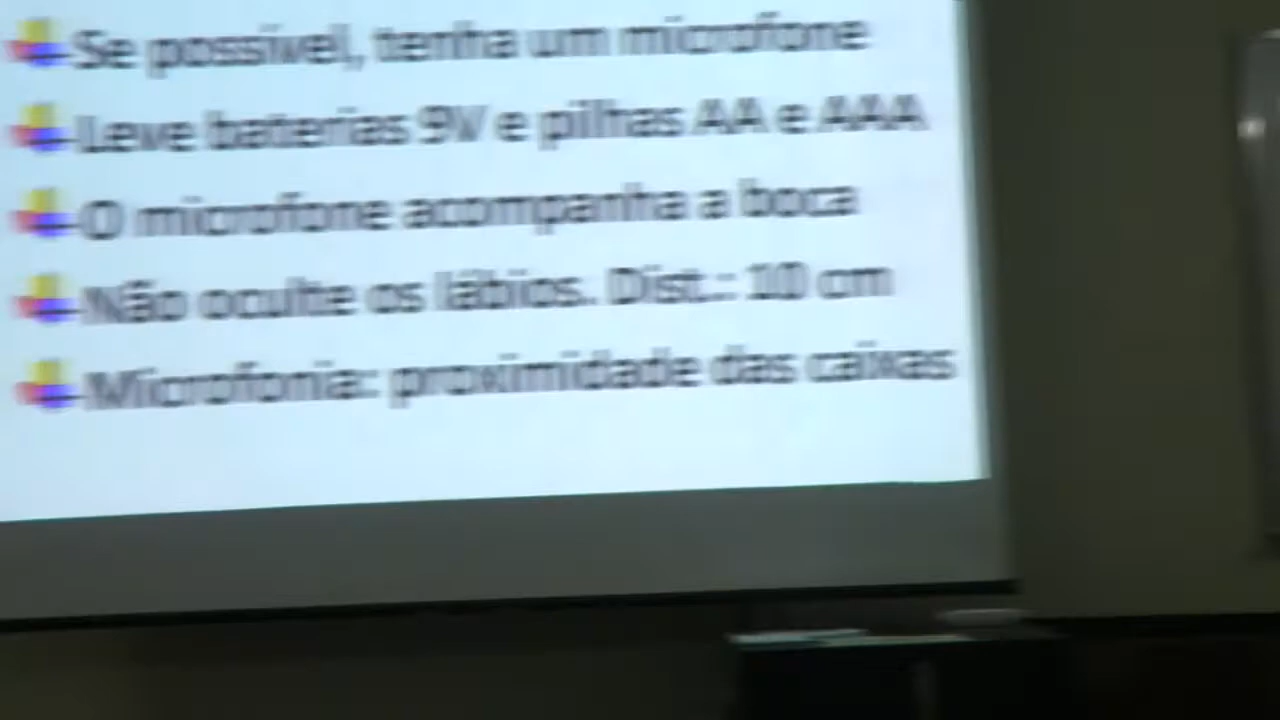 Se possível, tenha um microfone
Leve baterias 9V e pilhas AA e AAA
O microfone acompanha a boca
Não oculte os lábios. Dist.: 10 cm
Microfonia: proximidade das caixas